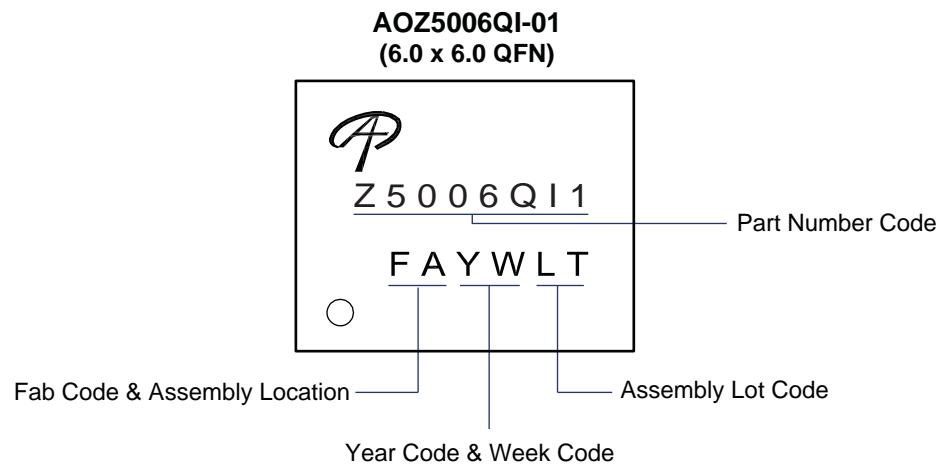 AOZ5006QI-01
(6.0 x 6.0 QFN)
Z5006QI1
Part Number Code
FAYWLT
Fab Code & Assembly Location
Assembly Lot Code
Year Code & Week Code